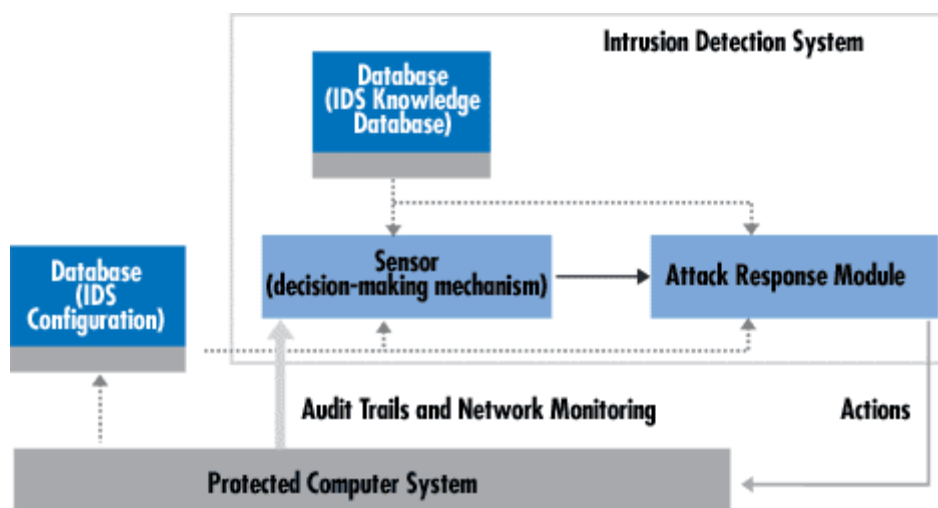 Intrusion Detection System
Database
(IDS Knowledge
Database)
Sensor
(decision-making mechanism)
Attack Response Module
Database
(IDS
Configuration)
Audit Trails and Network Monitoring
Actions
Protected Computer System